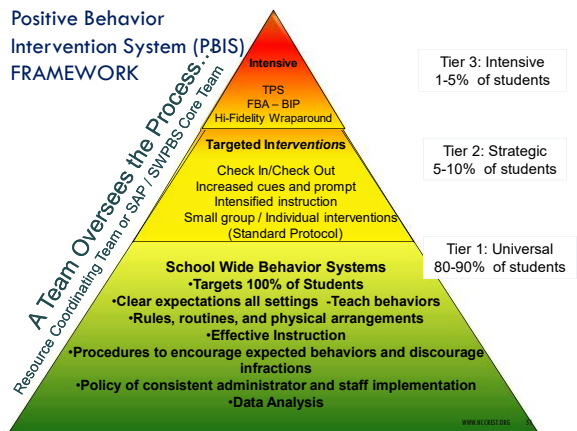 Positive Behavior
Intervention System (PBIS)
FRAMEWORK
A Team Oversees the Process...
Resource Coordinating Team or SAP / SWPBS Core Team
Intensive
TPS
FBA – BIP
Hi-Fidelity Wraparound
Targeted Interventions
Check In/Check Out
Increased cues and prompt
Intensified instruction
Small group / Individual interventions
(Standard Protocol)
School Wide Behavior Systems
•Targets 100% of Students
•Clear expectations all settings -Teach behaviors
•Rules, routines, and physical arrangements
•Effective Instruction
•Procedures to encourage expected behaviors and discourage
infractions
•Policy of consistent administrator and staff implementation
•Data Analysis
Tier 3: Intensive
1-5% of students
Tier 2: Strategic
5-10% of students
Tier 1: Universal
80-90% of students